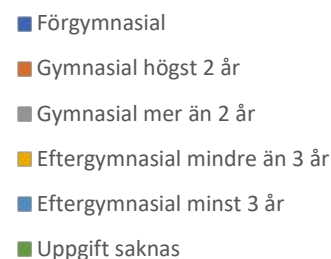 Förgymnasial
Gymnasial högst 2 år
Gymnasial mer än 2 år
Eftergymnasial mindre än 3 år
Eftergymnasial minst 3 år
Uppgift saknas